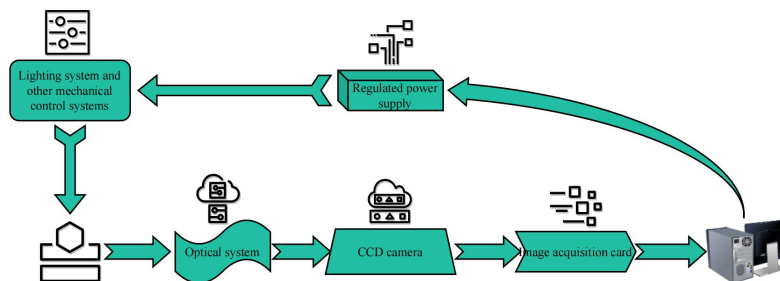 Lighting system and
other mechanical
control systems
Regulated power
supply
Optical system
CCD camera
Image acquisition card